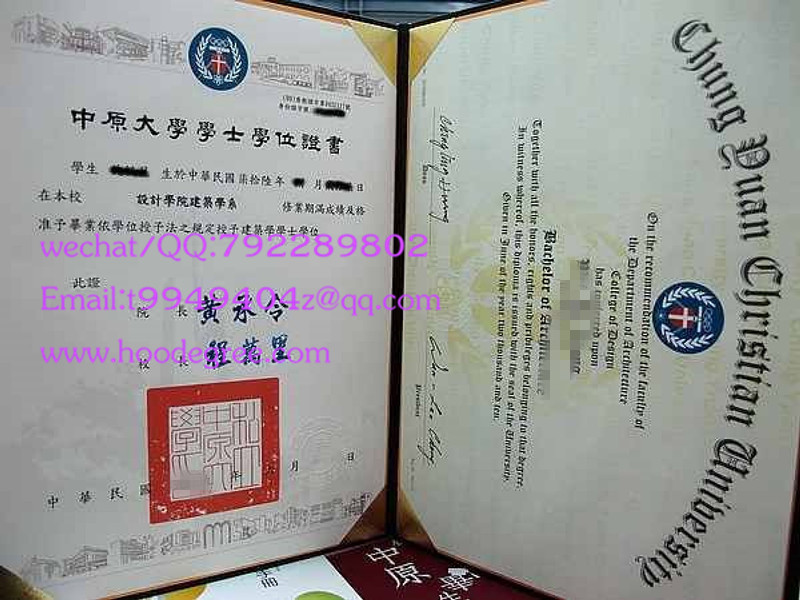 中原大學學士學位證書
學生
生於中華民國柒拾陸年
月
日
在本校
設計學院建築學系
修業期滿成績及格
准予畢業依學位授予法之規定授予建築學學士學位
wechat/QQ:792289802
此證
Email:t9949404z@qq.com
院長
黃承令
www.hoodegree.com
校長
程萬里
中華民國
年
月
日
Chung Yuan Christian University
On the recommendation of the faculty of
the Department of Architecture
College of Design
has conferred upon
Bachelor of Architecture
Together with all the honors, rights and privileges belonging to that degree.
In witness whereof, this diploma is issued with the seal of the University.
Given in June of the year two thousand and ten.
Dean
President
中原